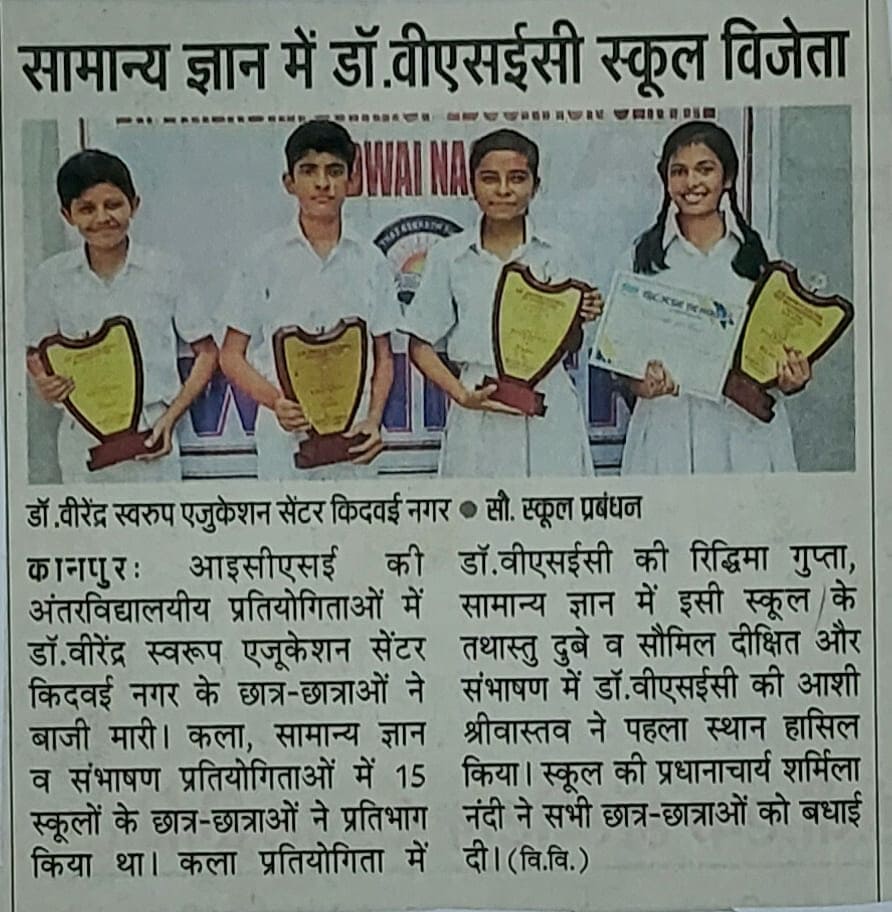 सामान्य ज्ञान में डॉ.वीएसईसी स्कूल विजेता
DWAI NA
डॉ.वीरेंद्र स्वरुप एजुकेशन सेंटर किदवई नगर ● सौ. स्कूल प्रबंधन
कानपुर: आइसीएसई की
अंतरविद्यालयीय प्रतियोगिताओं में
डॉ.वीरेंद्र स्वरूप एजूकेशन सेंटर
किदवई नगर के छात्र-छात्राओं ने
बाजी मारी। कला, सामान्य ज्ञान
व संभाषण प्रतियोगिताओं में 15
स्कूलों के छात्र-छात्राओं ने प्रतिभाग
किया था। कला प्रतियोगिता में
डॉ.वीएसईसी की रिद्धिमा गुप्ता,
सामान्य ज्ञान में इसी स्कूल के
तथास्तु दुबे व सौमिल दीक्षित और
संभाषण में डॉ.वीएसईसी की आशी
श्रीवास्तव ने पहला स्थान हासिल
किया। स्कूल की प्रधानाचार्य शर्मिला
नंदी ने सभी छात्र-छात्राओं को बधाई
दी। (वि.वि.)